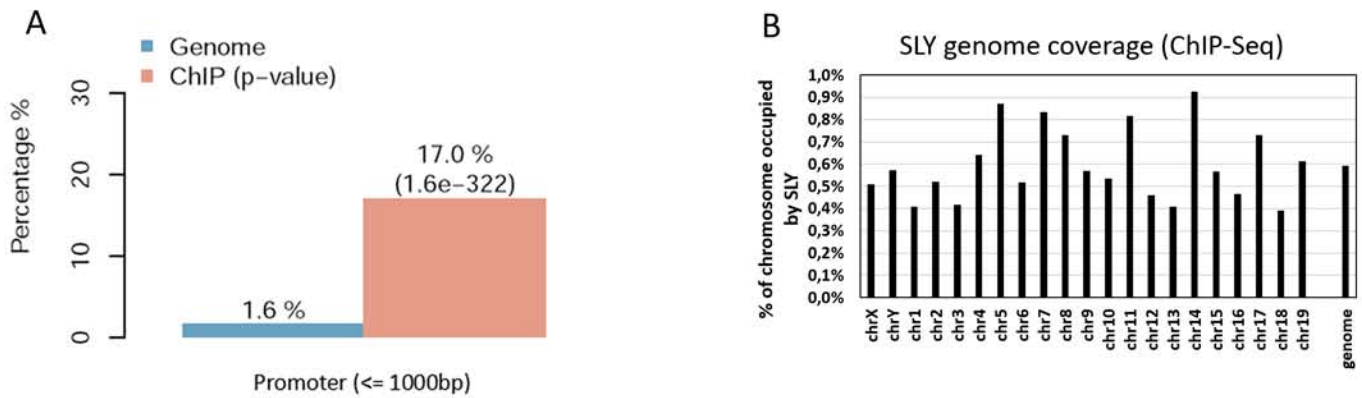 A
Genome
ChIP (p-value)
Percentage %
30
20
10
0
1.6 %
17.0 %
(1.6e-322)
Promoter (<= 1000bp)
B
SLY genome coverage (ChIP-Seq)
% of chromosome occupied
by SLY
1,0%
0,9%
0,8%
0,7%
0,6%
0,5%
0,4%
0,3%
0,2%
0,1%
0,0%
chrX
chrY
chr1
chr2
chr3
chr4
chr5
chr6
chr7
chr8
chr9
chr10
chr11
chr12
chr13
chr14
chr15
chr16
chr17
chr18
chr19
genome